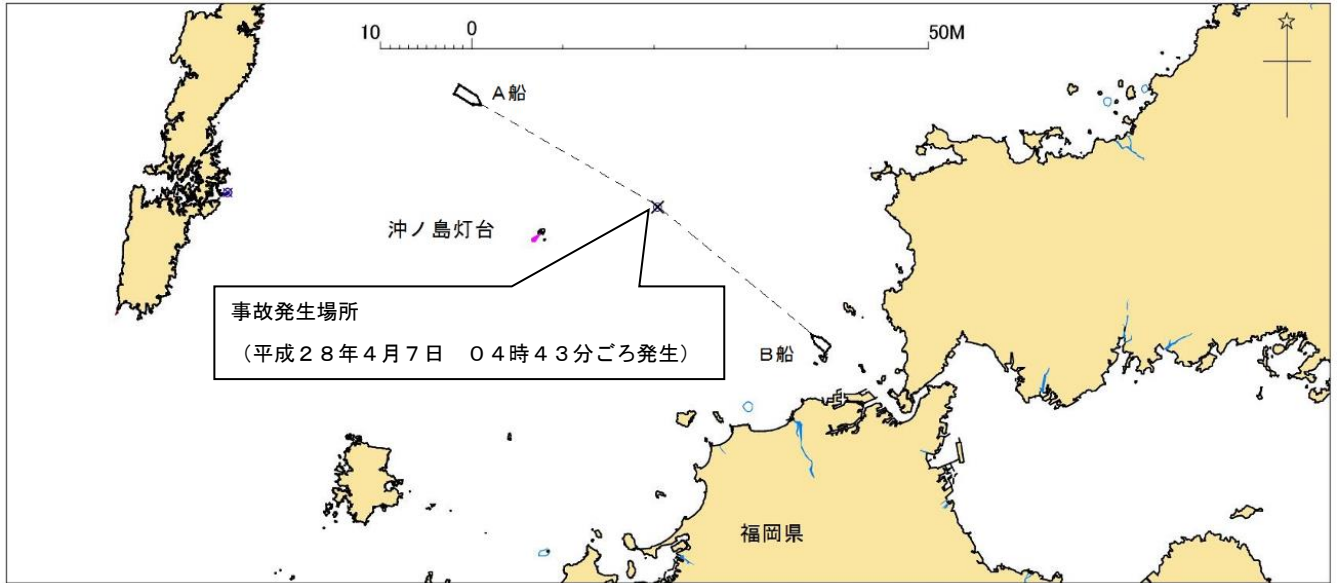 10 0 50M
A船
沖ノ島灯台
事故発生場所
（平成２８年４月７日　０４時４３分ごろ発生）
B船
福岡県